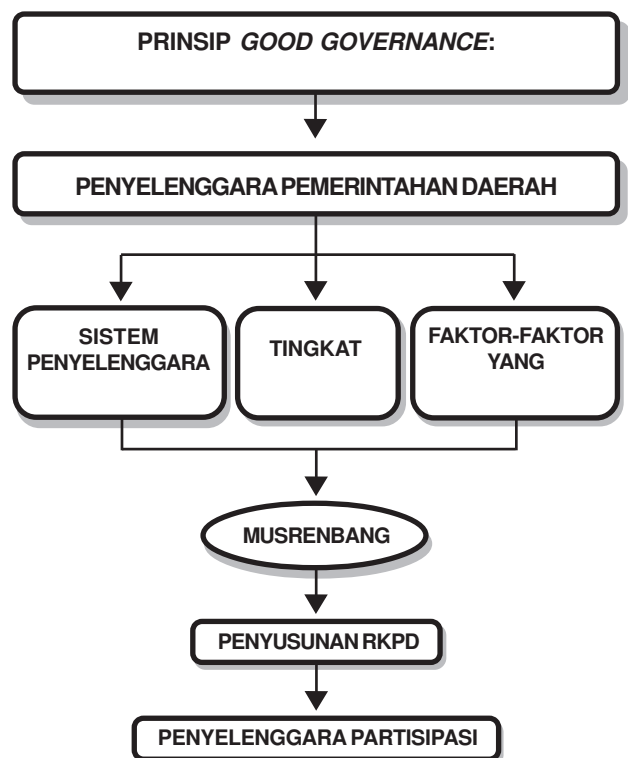 PRINSIP GOOD GOVERNANCE:
PENYELENGGARA PEMERINTAHAN DAERAH
SISTEM
PENYELENGGARA
TINGKAT
FAKTOR-FAKTOR
YANG
MUSRENBANG
PENYUSUNAN RKPD
PENYELENGGARA PARTISIPASI